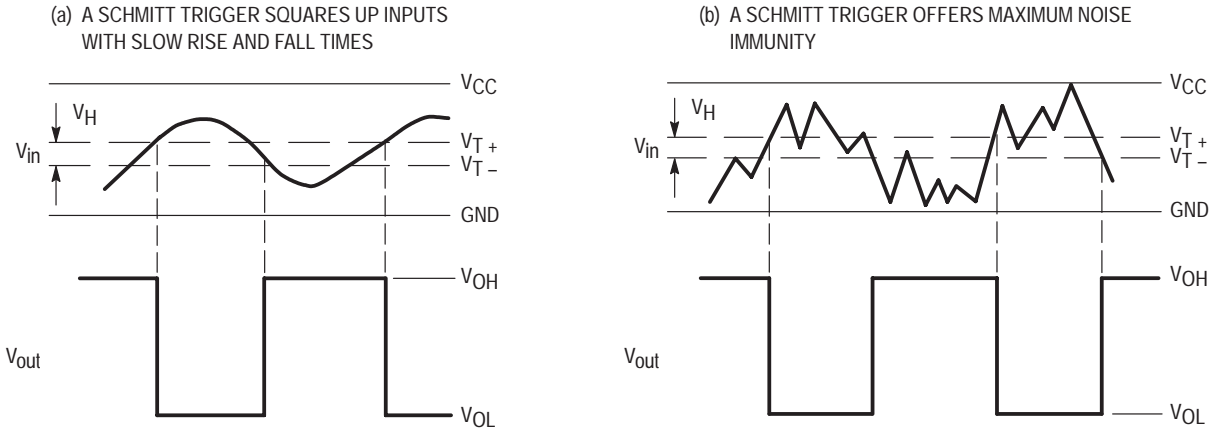 (a) A SCHMITT TRIGGER SQUARES UP INPUTS
WITH SLOW RISE AND FALL TIMES
VCC
VH
VT +
Vin
VT –
GND
VOH
Vout
VOL
(b) A SCHMITT TRIGGER OFFERS MAXIMUM NOISE
IMMUNITY
VCC
VH
VT +
Vin
VT –
GND
VOH
Vout
VOL